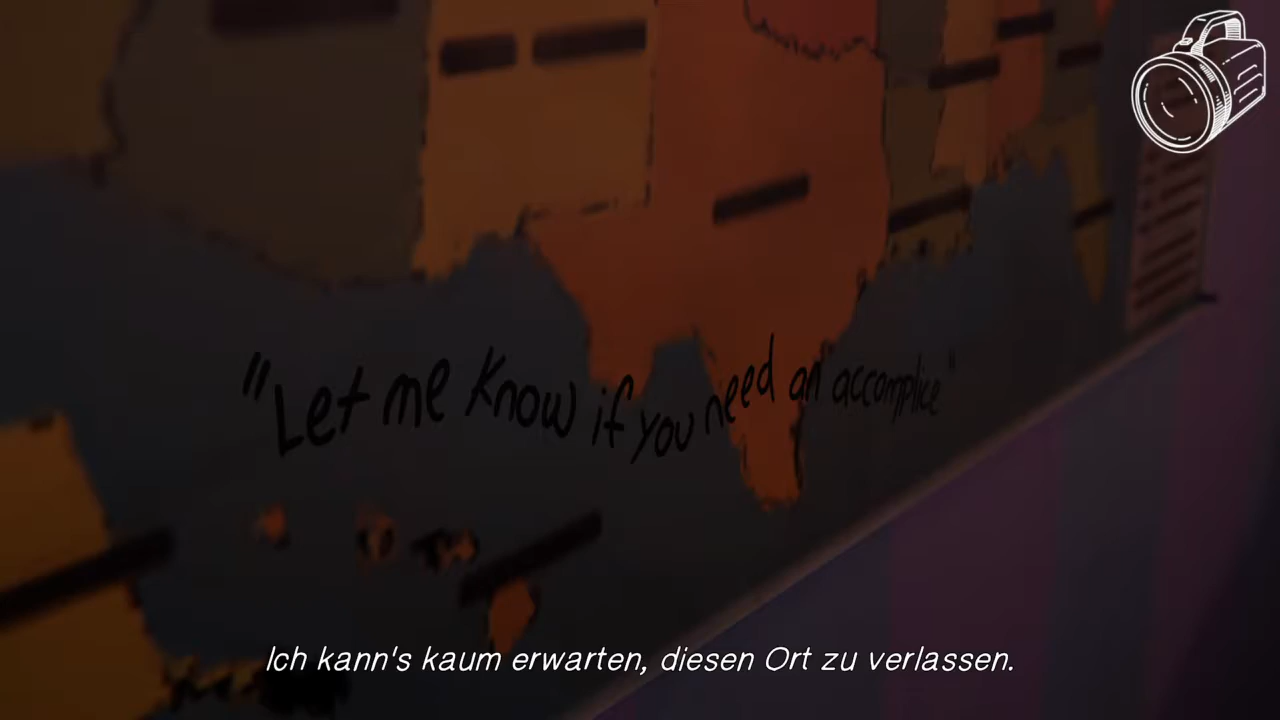 "Let me know if you need an accomplice"
Ich kann's kaum erwarten, diesen Ort zu verlassen.